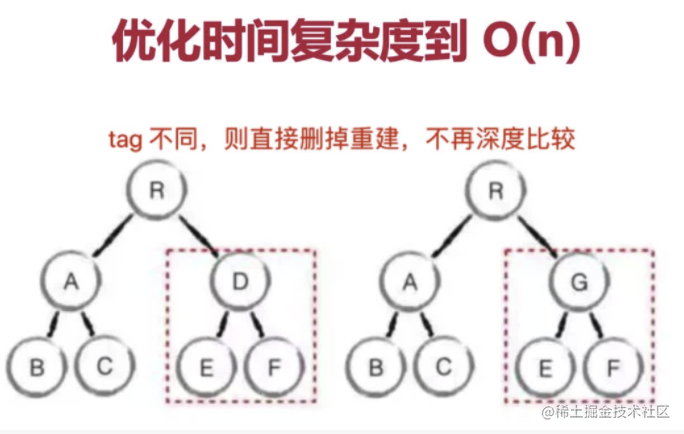 优化时间复杂度到 O(n)
tag 不同，则直接删掉重建，不再深度比较
R R
A D A G
B C E F B C E F
@稀土掘金技术社区